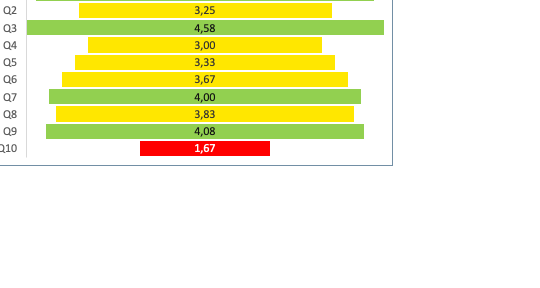 Q2 3,25
Q3 4,58
Q4 3,00
Q5 3,33
Q6 3,67
Q7 4,00
Q8 3,83
Q9 4,08
Q10 1,67